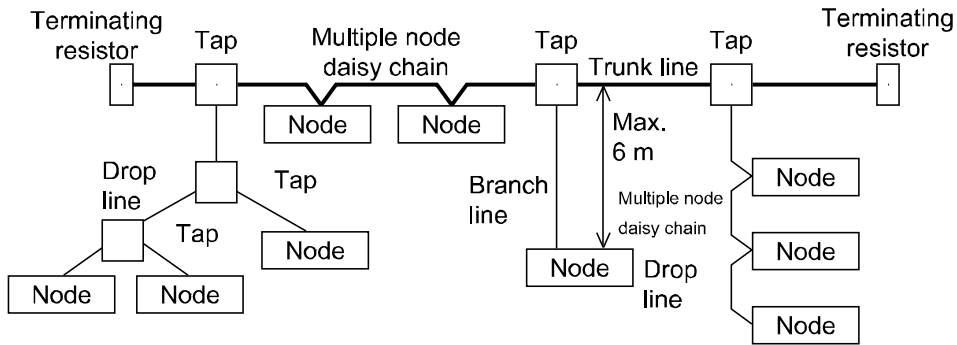 Terminating
resistor
Tap
Multiple node
daisy chain
Tap
Trunk line
Tap
Terminating
resistor
Node
Node
Max.
6 m
Drop
line
Tap
Tap
Branch
line
Multiple node
daisy chain
Node
Node
Node
Node
Node
Drop
line
Node
Node